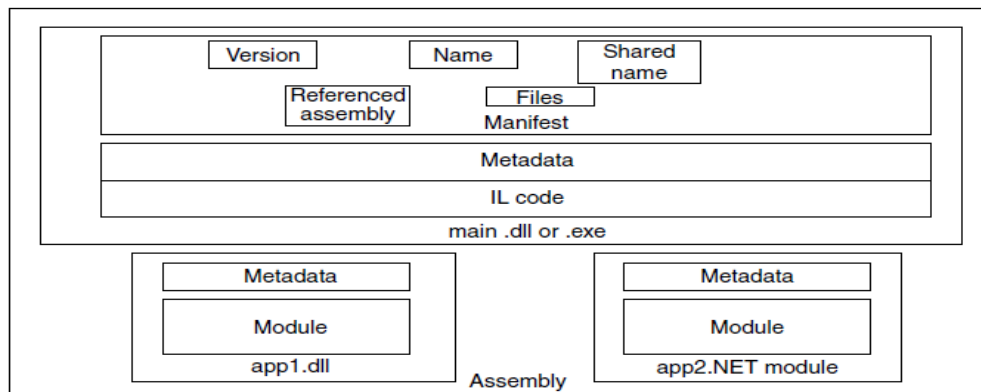 Version
Name
Shared
name
Referenced
assembly
Files
Manifest
Metadata
IL code
main .dll or .exe
Metadata
Module
app1.dll
Metadata
Module
app2.NET module
Assembly